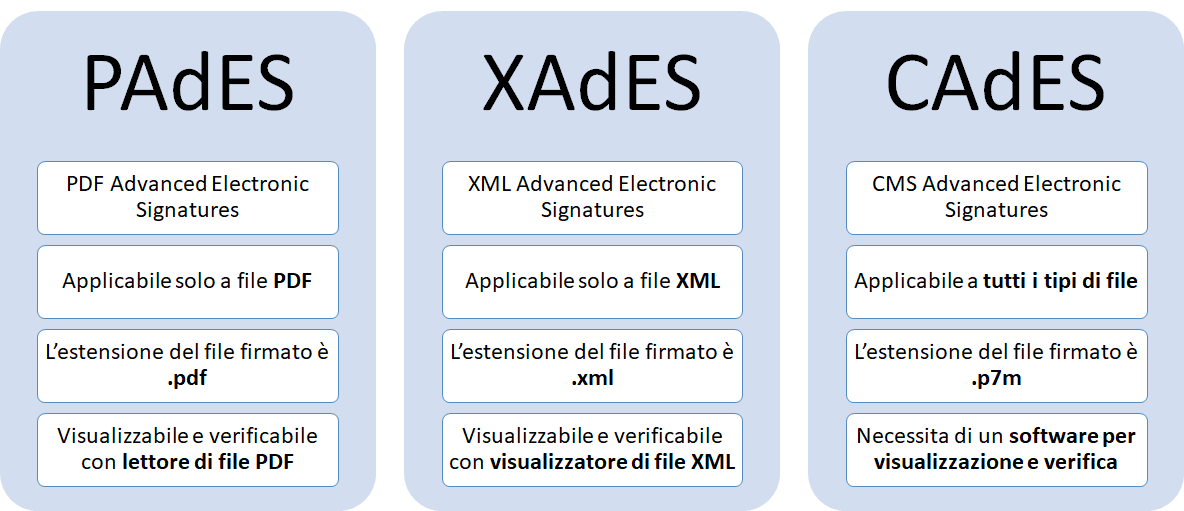 PAdES
PDF Advanced Electronic
Signatures
Applicabile solo a file PDF
L’estensione del file firmato è
.pdf
Visualizzabile e verificabile
con lettore di file PDF
XAdES
XML Advanced Electronic
Signatures
Applicabile solo a file XML
L’estensione del file firmato è
.xml
Visualizzabile e verificabile
con visualizzatore di file XML
CAdES
CMS Advanced Electronic
Signatures
Applicabile a tutti i tipi di file
L’estensione del file firmato è
.p7m
Necessita di un software per
visualizzazione e verifica